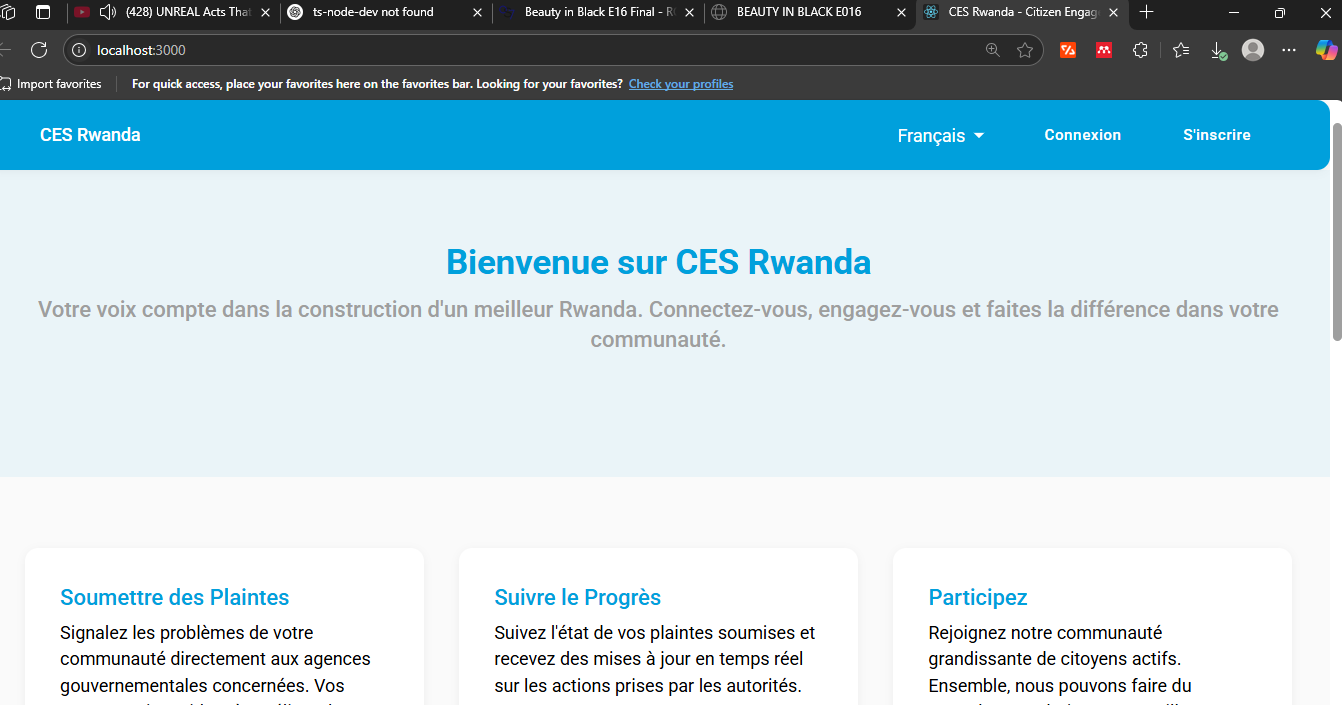 (428) UNREAL Acts That
ts-node-dev not found
Beauty in Black E16 Final - R
BEAUTY IN BLACK E016
CES Rwanda - Citizen Engag
localhost:3000
Import favorites
For quick access, place your favorites here on the favorites bar. Looking for your favorites? Check your profiles
CES Rwanda
Français
Connexion
S'inscrire
Bienvenue sur CES Rwanda
Votre voix compte dans la construction d'un meilleur Rwanda. Connectez-vous, engagez-vous et faites la différence dans votre
communauté.
Soumettre des Plaintes
Signalez les problèmes de votre
communauté directement aux agences
gouvernementales concernées. Vos
Suivre le Progrès
Suivez l'état de vos plaintes soumises et
recevez des mises à jour en temps réel
sur les actions prises par les autorités.
Participez
Rejoignez notre communauté
grandissante de citoyens actifs.
Ensemble, nous pouvons faire du